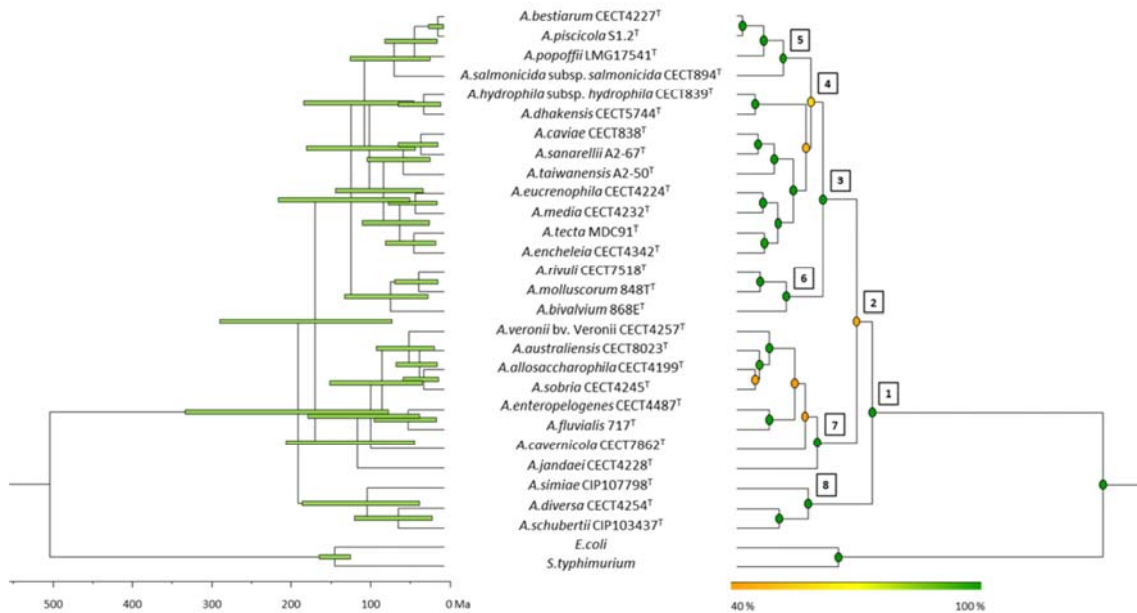 A.bestiarum CECT4227ᵀ
A.piscicola S1.2ᵀ
A.popoffii LMG17541ᵀ
A.salmonicida subsp. salmonicida CECT894ᵀ
A.hydrophila subsp. hydrophila CECT839ᵀ
A.dhakensis CECT5744ᵀ
A.caviae CECT838ᵀ
A.sanarellii A2-67ᵀ
A.taiwanensis A2-50ᵀ
A.eucrenophila CECT4224ᵀ
A.media CECT4232ᵀ
A.tecta MDC91ᵀ
A.encheleia CECT4342ᵀ
A.rivuli CECT7518ᵀ
A.molluscorum 848Tᵀ
A.bivalvium 868Eᵀ
A.veronii bv. Veronii CECT4257ᵀ
A.australiensis CECT8023ᵀ
A.allosaccharophila CECT4199ᵀ
A.sobria CECT4245ᵀ
A.enteropelogenes CECT4487ᵀ
A.fluvialis 717ᵀ
A.cavernicola CECT7862ᵀ
A.jandaei CECT4228ᵀ
A.simiae CIP107798ᵀ
A.diversa CECT4254ᵀ
A.schubertii CIP103437ᵀ
E.coli
S.typhimurium
5
4
3
6
2
1
7
8
500 400 300 200 100 0 Ma
40 % 100 %